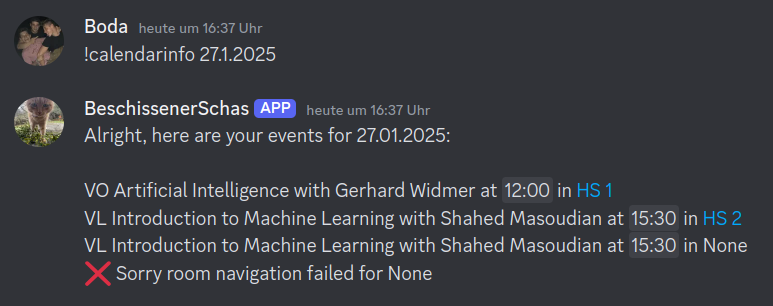 Boda heute um 16:37 Uhr
!calendarinfo 27.1.2025
BeschissenerSchas APP heute um 16:37 Uhr
Alright, here are your events for 27.01.2025:
VO Artificial Intelligence with Gerhard Widmer at 12:00 in HS 1
VL Introduction to Machine Learning with Shahed Masoudian at 15:30 in HS 2
VL Introduction to Machine Learning with Shahed Masoudian at 15:30 in None
❌ Sorry room navigation failed for None